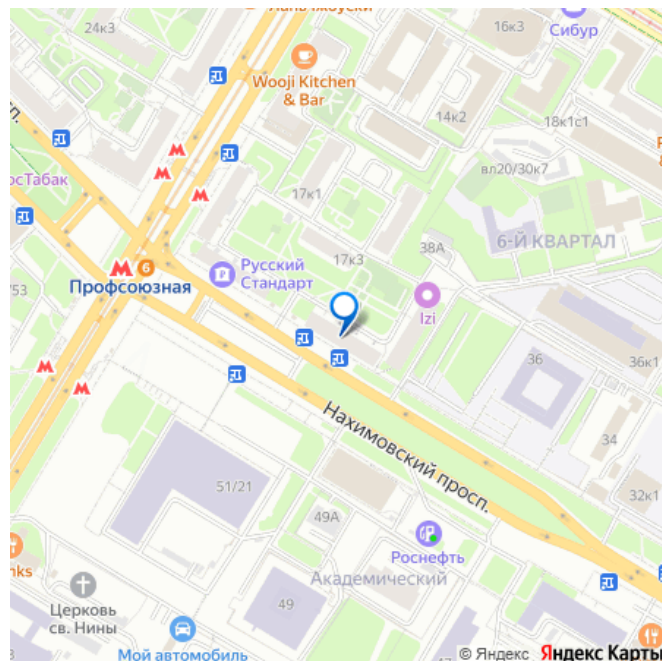 24к3
16к3
Сибур
Wooji Kitchen
& Bar
14к2
18к1с1
вл20/30к7
17к1
38А
6-Й КВАРТАЛ
17к3
Русский
Стандарт
6
Профсоюзная
Izi
36
36к1
Нахимовский просп.
34
51/21
32к1
49А
Роснефть
Академический
49
Церковь
св. Нины
Мой автомобиль
© Яндекс Яндекс Карты